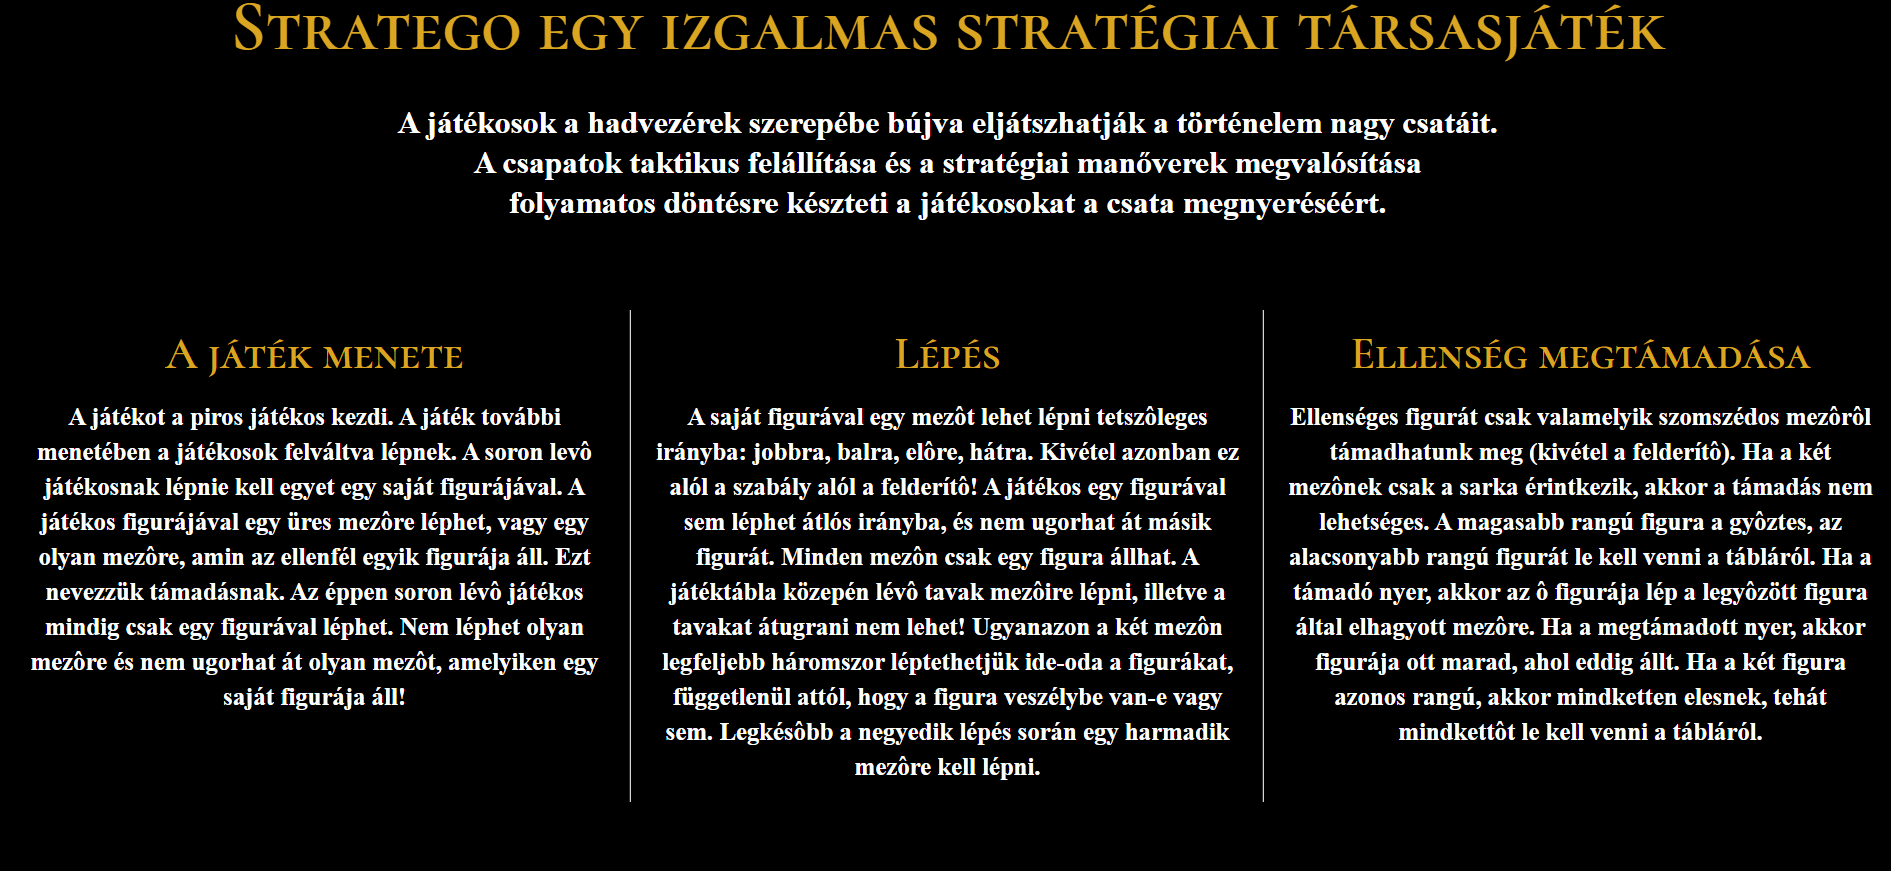 Stratego egy izgalmas stratégiai társasjáték
A játékosok a hadvezérek szerepébe bújva eljátszhatják a történelem nagy csatáit.
A csapatok taktikus felállítása és a stratégiai manőverek megvalósítása
folyamatos döntésre készteti a játékosokat a csata megnyeréséért.
A játék menete
A játékot a piros játékos kezdi. A játék további
menetében a játékosok felváltva lépnek. A soron levô
játékosnak lépnie kell egyet egy saját figurájával. A
játékos figurájával egy üres mezôre léphet, vagy egy
olyan mezôre, amin az ellenfél egyik figurája áll. Ezt
nevezzük támadásnak. Az éppen soron lévô játékos
mindig csak egy figurával léphet. Nem léphet olyan
mezôre és nem ugorhat át olyan mezôt, amelyiken egy
saját figurája áll!
Lépés
A saját figurával egy mezôt lehet lépni tetszôleges
irányba: jobbra, balra, elôre, hátra. Kivétel azonban ez
alól a szabály alól a felderítô! A játékos egy figurával
sem léphet átlós irányba, és nem ugorhat át másik
figurát. Minden mezôn csak egy figura állhat. A
játéktábla közepén lévô tavak mezôire lépni, illetve a
tavakat átugrani nem lehet! Ugyanazon a két mezôn
legfeljebb háromszor léptethetjük ide-oda a figurákat,
függetlenül attól, hogy a figura veszélybe van-e vagy
sem. Legkésôbb a negyedik lépés során egy harmadik
mezôre kell lépni.
Ellenség megtámadása
Ellenséges figurát csak valamelyik szomszédos mezôrôl
támadhatunk meg (kivétel a felderítô). Ha a két
mezônek csak a sarka érintkezik, akkor a támadás nem
lehetséges. A magasabb rangú figura a gyôztes, az
alacsonyabb rangú figurát le kell venni a tábláról. Ha a
támadó nyer, akkor az ô figurája lép a legyôzött figura
által elhagyott mezôre. Ha a megtámadott nyer, akkor
figurája ott marad, ahol eddig állt. Ha a két figura
azonos rangú, akkor mindketten elesnek, tehát
mindkettôt le kell venni a tábláról.